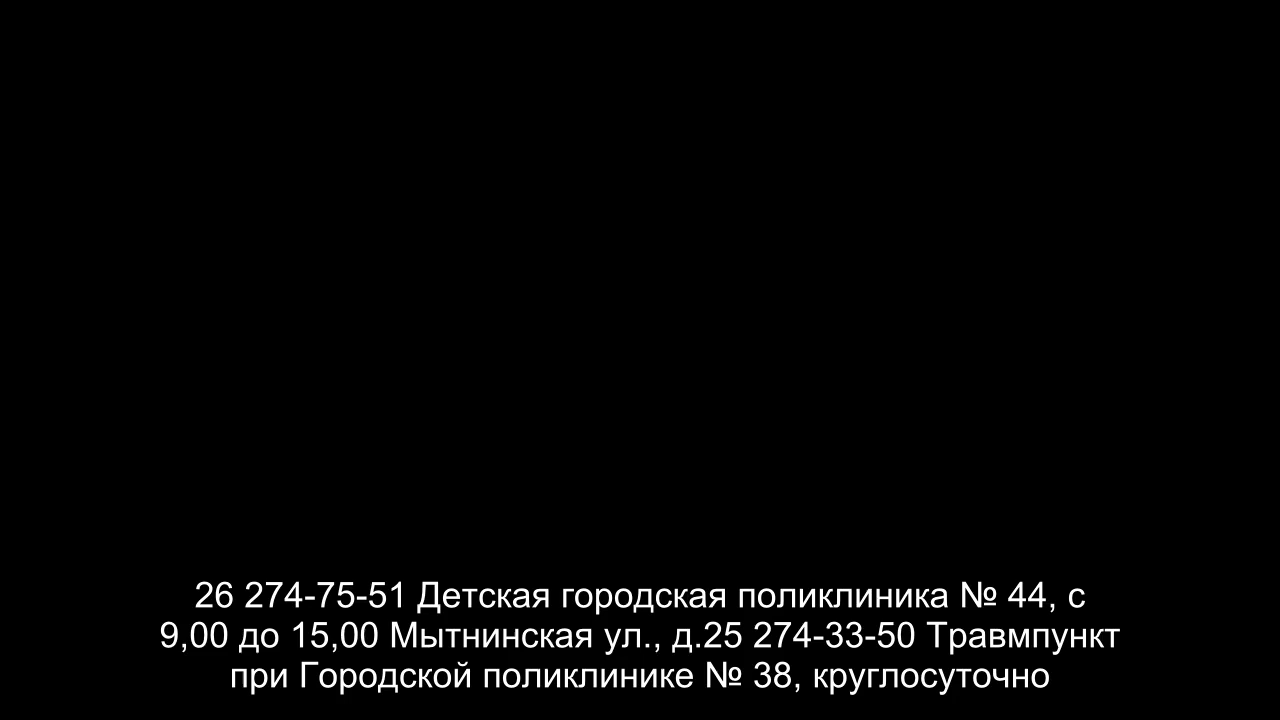 26 274-75-51 Детская городская поликлиника № 44, с
9,00 до 15,00 Мытнинская ул., д.25 274-33-50 Травмпункт
при Городской поликлинике № 38, круглосуточно